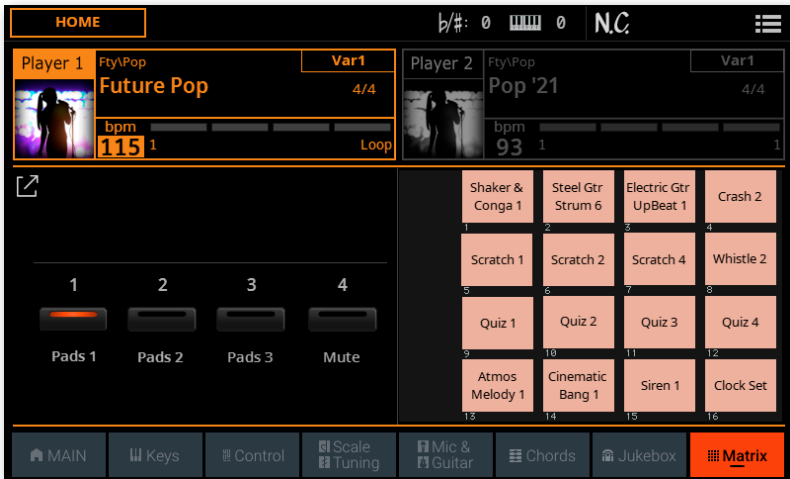 HOME
b/#: 0
0
N.C.
Player 1
Fty\Pop
Var1
Future Pop
4/4
bpm
115
1
Loop
Player 2
Fty\Pop
Var1
Pop '21
4/4
bpm
93
1
1
Shaker &
Conga 1
1
Steel Gtr
Strum 6
2
Electric Gtr
UpBeat 1
3
Crash 2
4
Scratch 1
5
Scratch 2
6
Scratch 4
7
Whistle 2
8
Quiz 1
9
Quiz 2
10
Quiz 3
11
Quiz 4
12
Atmos
Melody 1
13
Cinematic
Bang 1
14
Siren 1
15
Clock Set
16
1
2
3
4
Pads 1
Pads 2
Pads 3
Mute
MAIN
Keys
Control
Scale
Tuning
Mic &
Guitar
Chords
Jukebox
Matrix